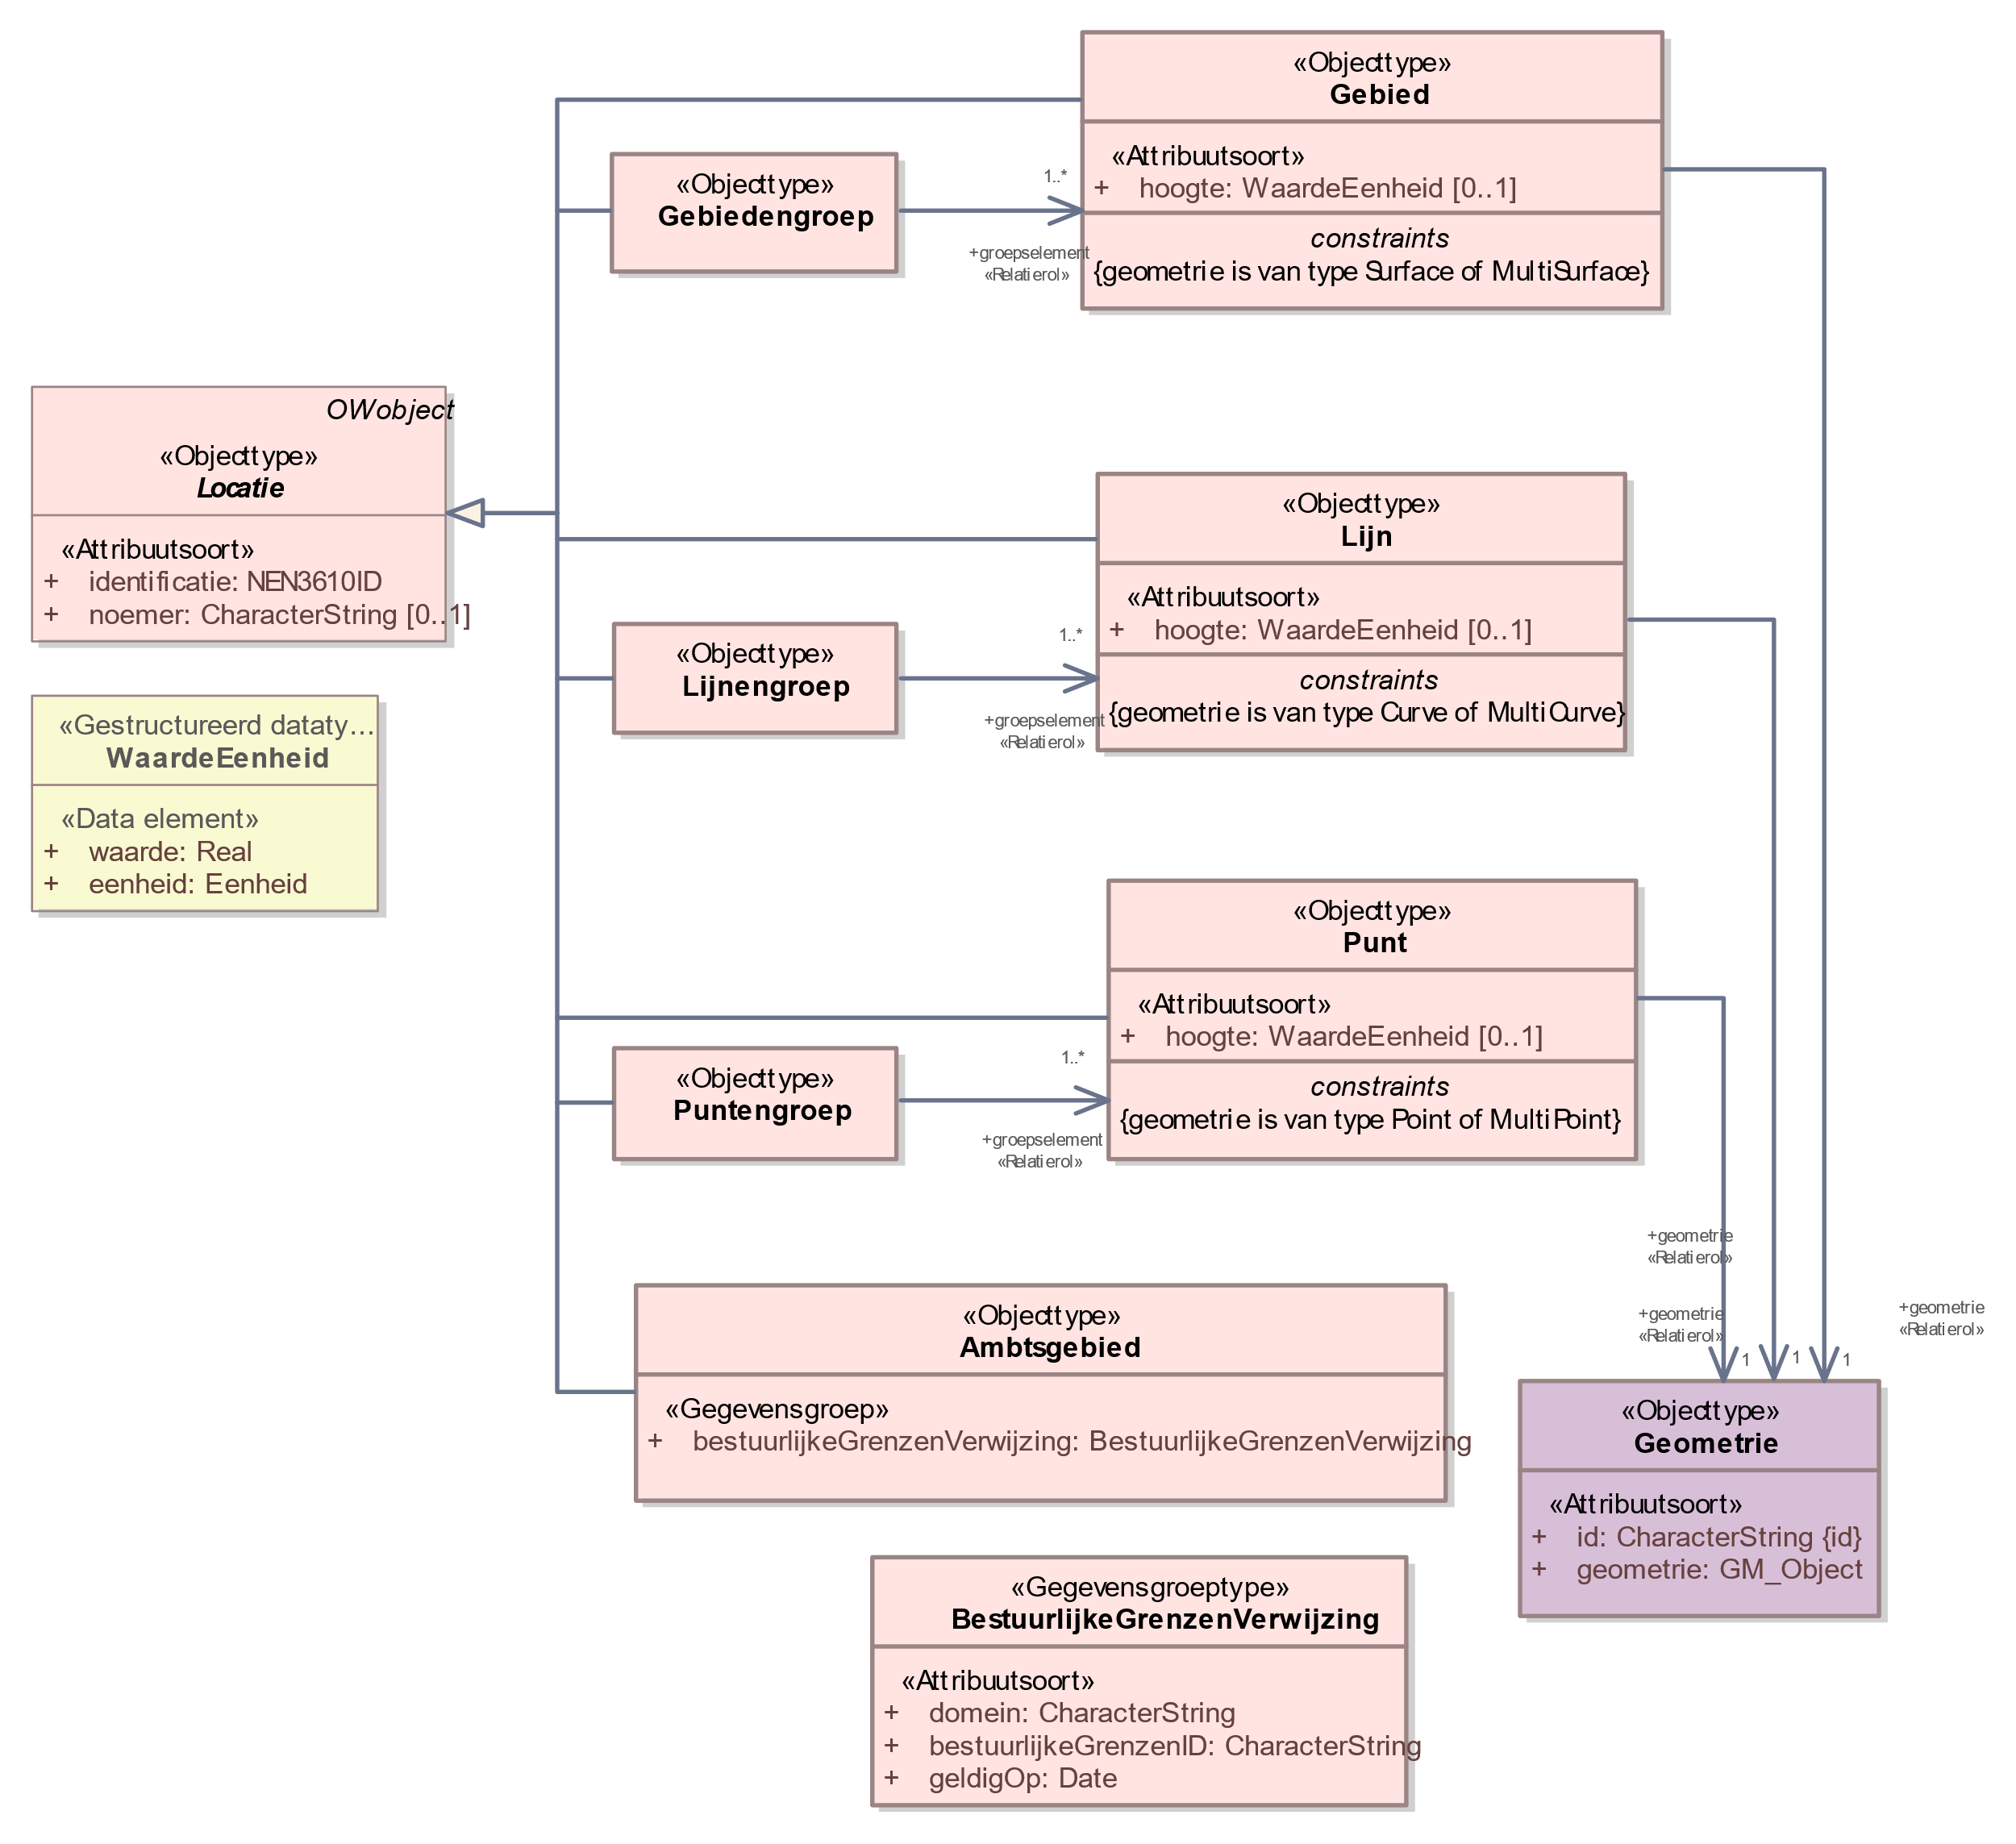 «Objecttype»
Gebied
«Attribuutsoort»
+ hoogte: WaardeEenheid [0..1]
constraints
{geometrie is van type Surface of MultiSurface}
«Objecttype»
Gebiedengroep
1..*
+groepselement
«Relatierol»
OWobject
«Objecttype»
Locatie
«Attribuutsoort»
+ identificatie: NEN3610ID
+ noemer: CharacterString [0..1]
«Objecttype»
Lijn
«Attribuutsoort»
+ hoogte: WaardeEenheid [0..1]
constraints
{geometrie is van type Curve of MultiCurve}
«Objecttype»
Lijnengroep
1..*
+groepselement
«Relatierol»
«Gestructureerd dataty...
WaardeEenheid
«Data element»
+ waarde: Real
+ eenheid: Eenheid
«Objecttype»
Punt
«Attribuutsoort»
+ hoogte: WaardeEenheid [0..1]
constraints
{geometrie is van type Point of MultiPoint}
«Objecttype»
Puntengroep
1..*
+groepselement
«Relatierol»
+geometrie
«Relatierol»
+geometrie
«Relatierol»
+geometrie
«Relatierol»
1
1
1
«Objecttype»
Ambtsgebied
«Gegevensgroep»
+ bestuurlijkeGrenzenVerwijzing: BestuurlijkeGrenzenVerwijzing
«Objecttype»
Geometrie
«Attribuutsoort»
+ id: CharacterString {id}
+ geometrie: GM_Object
«Gegevensgroeptype»
BestuurlijkeGrenzenVerwijzing
«Attribuutsoort»
+ domein: CharacterString
+ bestuurlijkeGrenzenID: CharacterString
+ geldigOp: Date